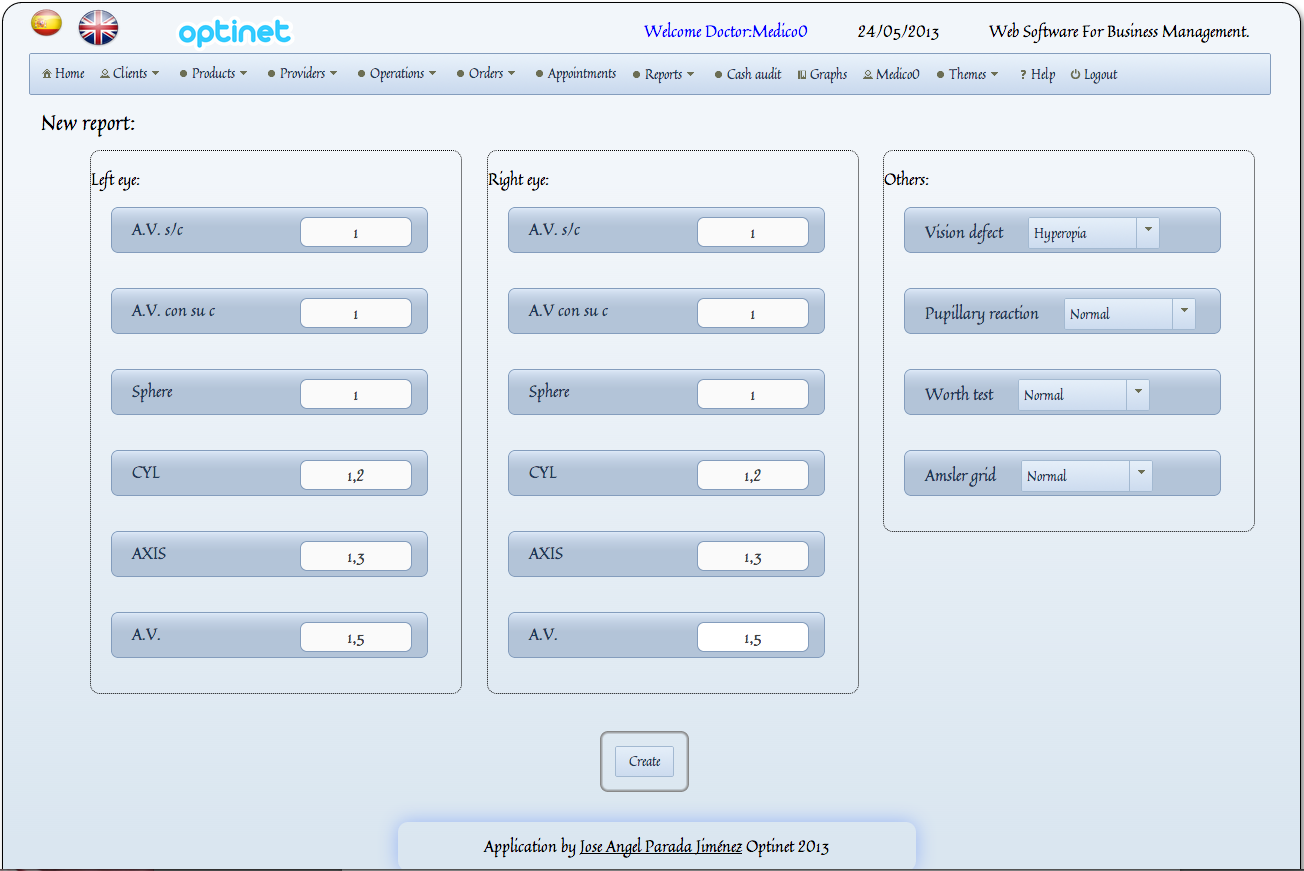 optinet Welcome Doctor:Medico0 24/05/2013 Web Software For Business Management.
Home Clients Products Providers Operations Orders Appointments Reports Cash audit Graphs Medico0 Themes ? Help Logout
New report:
Left eye:
A.V. s/c 1
A.V. con su c 1
Sphere 1
CYL 1,2
AXIS 1,3
A.V. 1,5
Right eye:
A.V. s/c 1
A.V con su c 1
Sphere 1
CYL 1,2
AXIS 1,3
A.V. 1,5
Others:
Vision defect Hyperopia
Pupillary reaction Normal
Worth test Normal
Amsler grid Normal
Create
Application by Jose Angel Parada Jiménez Optinet 2013